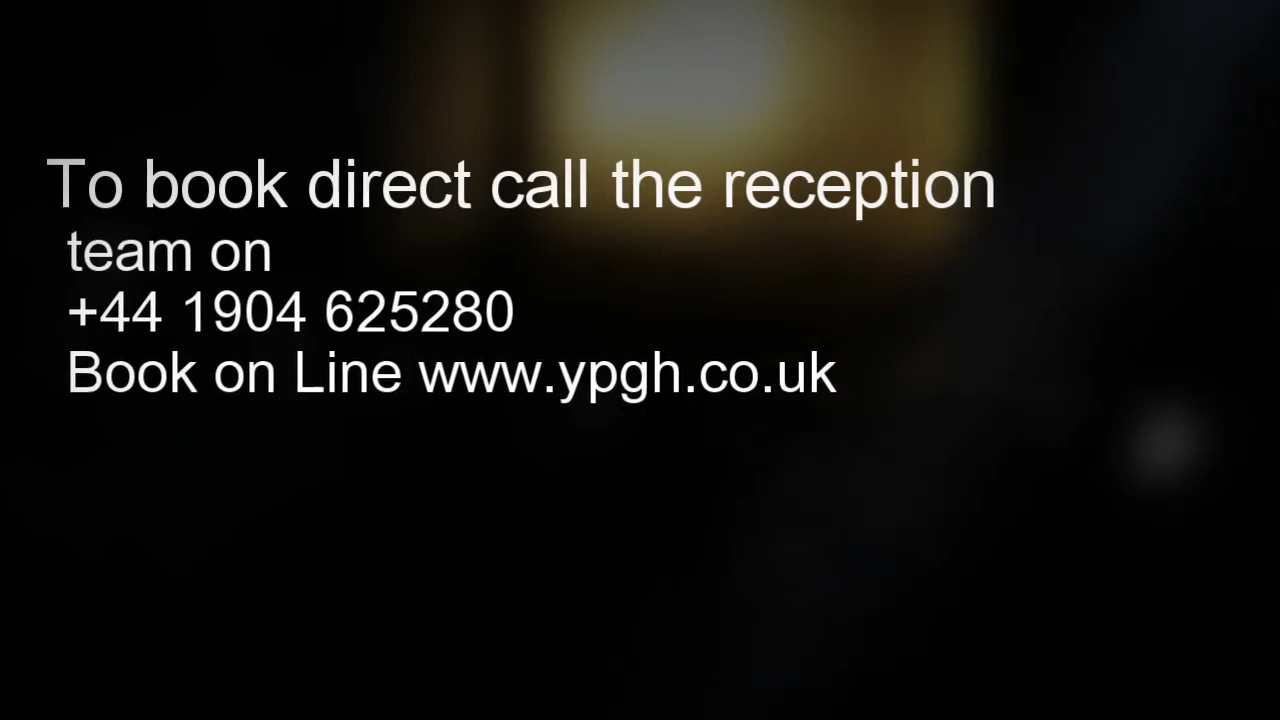 To book direct call the reception
team on
+44 1904 625280
Book on Line www.ypgh.co.uk